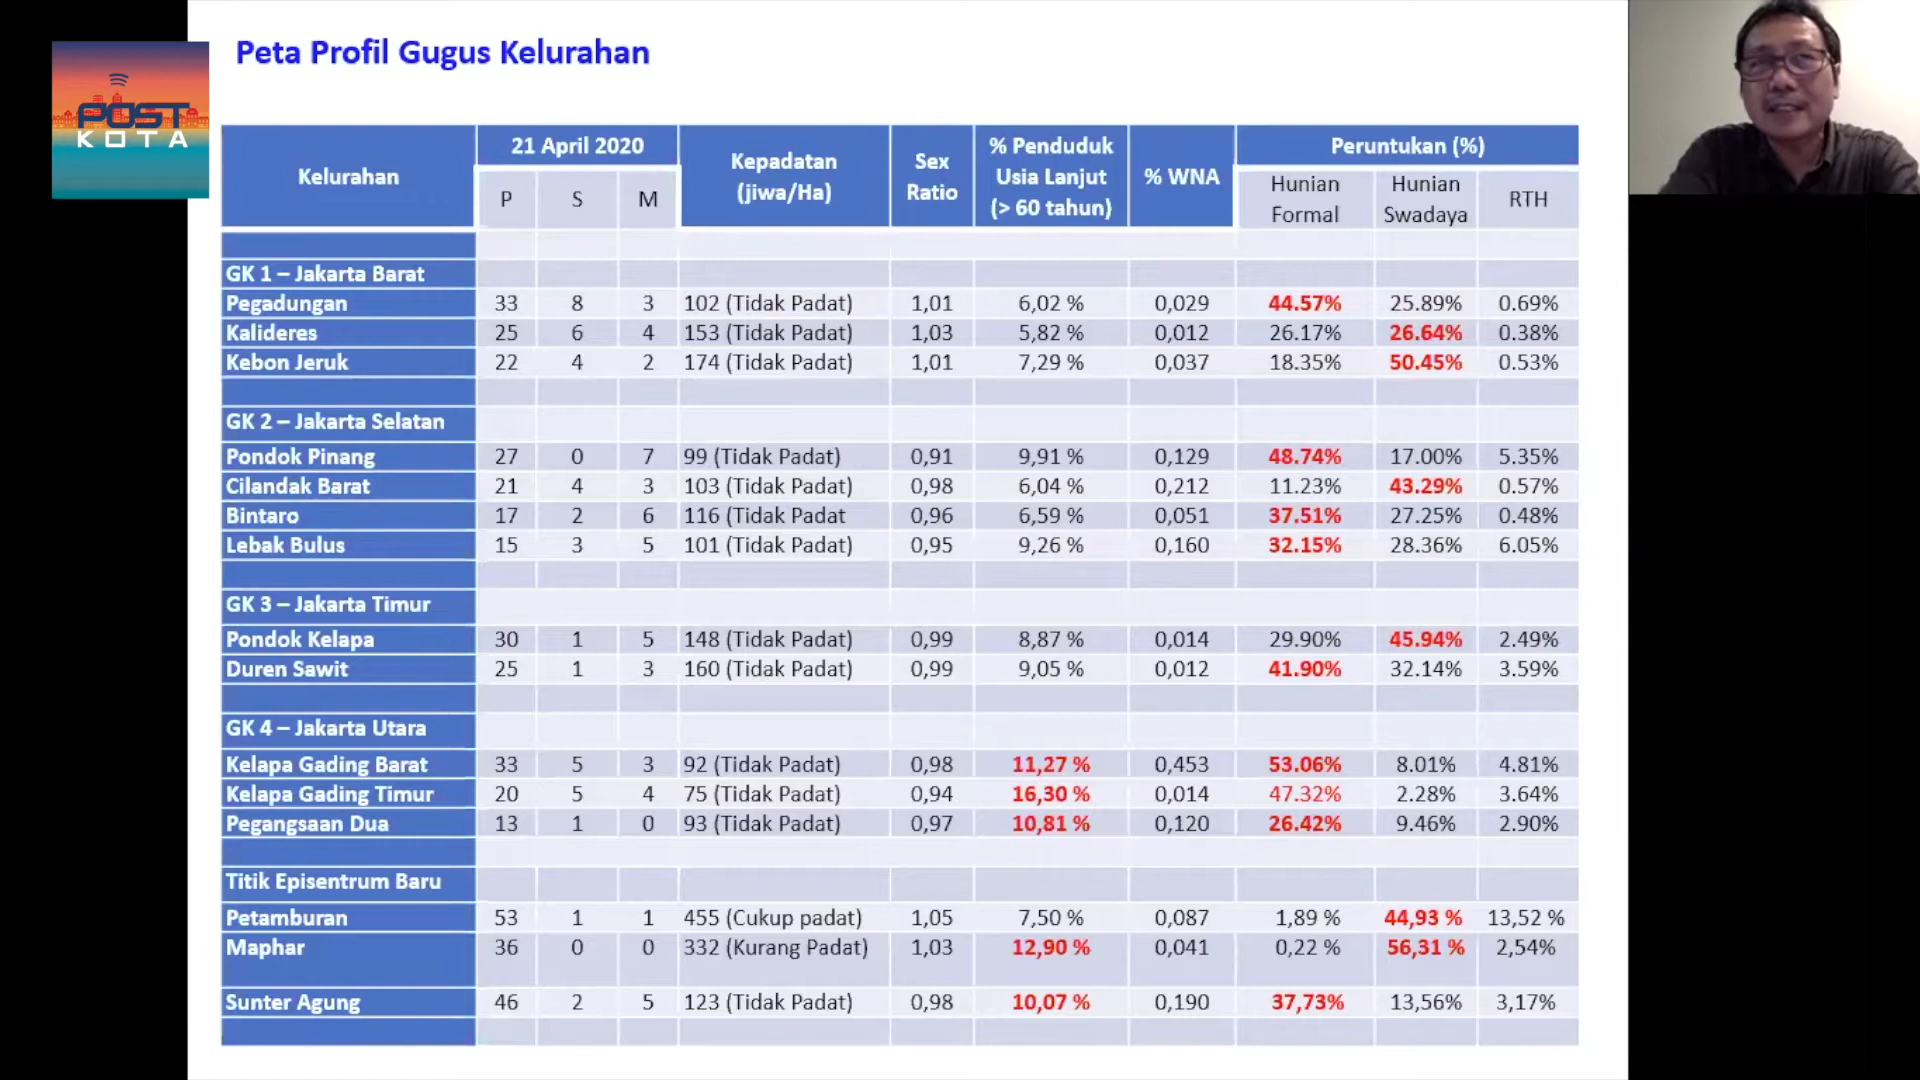 Peta Profil Gugus Kelurahan
POST
KOTA
Kelurahan
21 April 2020
P S M
Kepadatan
(jiwa/Ha)
Sex
Ratio
% Penduduk
Usia Lanjut
(> 60 tahun)
% WNA
Peruntukan (%)
Hunian
Formal
Hunian
Swadaya
RTH
GK 1 – Jakarta Barat
Pegadungan 33 8 3 102 (Tidak Padat) 1,01 6,02 % 0,029 44.57% 25.89% 0.69%
Kalideres 25 6 4 153 (Tidak Padat) 1,03 5,82 % 0,012 26.17% 26.64% 0.38%
Kebon Jeruk 22 4 2 174 (Tidak Padat) 1,01 7,29 % 0,037 18.35% 50.45% 0.53%
GK 2 – Jakarta Selatan
Pondok Pinang 27 0 7 99 (Tidak Padat) 0,91 9,91 % 0,129 48.74% 17.00% 5.35%
Cilandak Barat 21 4 3 103 (Tidak Padat) 0,98 6,04 % 0,212 11.23% 43.29% 0.57%
Bintaro 17 2 6 116 (Tidak Padat 0,96 6,59 % 0,051 37.51% 27.25% 0.48%
Lebak Bulus 15 3 5 101 (Tidak Padat) 0,95 9,26 % 0,160 32.15% 28.36% 6.05%
GK 3 – Jakarta Timur
Pondok Kelapa 30 1 5 148 (Tidak Padat) 0,99 8,87 % 0,014 29.90% 45.94% 2.49%
Duren Sawit 25 1 3 160 (Tidak Padat) 0,99 9,05 % 0,012 41.90% 32.14% 3.59%
GK 4 – Jakarta Utara
Kelapa Gading Barat 33 5 3 92 (Tidak Padat) 0,98 11,27 % 0,453 53.06% 8.01% 4.81%
Kelapa Gading Timur 20 5 4 75 (Tidak Padat) 0,94 16,30 % 0,014 47.32% 2.28% 3.64%
Pegangsaan Dua 13 1 0 93 (Tidak Padat) 0,97 10,81 % 0,120 26.42% 9.46% 2.90%
Titik Episentrum Baru
Petamburan 53 1 1 455 (Cukup padat) 1,05 7,50 % 0,087 1,89 % 44,93 % 13,52 %
Maphar 36 0 0 332 (Kurang Padat) 1,03 12,90 % 0,041 0,22 % 56,31 % 2,54%
Sunter Agung 46 2 5 123 (Tidak Padat) 0,98 10,07 % 0,190 37,73% 13,56% 3,17%